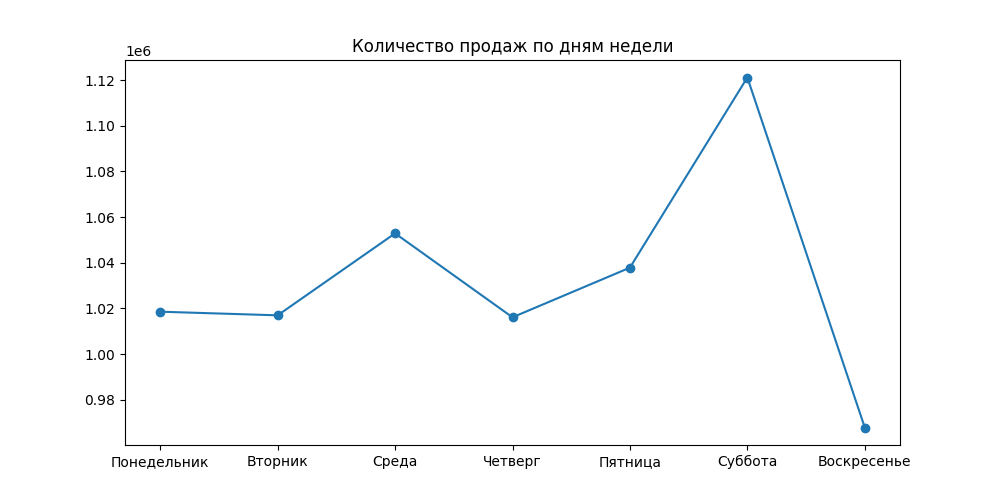 Количество продаж по дням недели
1e6
1.12
1.10
1.08
1.06
1.04
1.02
1.00
0.98
Понедельник Вторник Среда Четверг Пятница Суббота Воскресенье